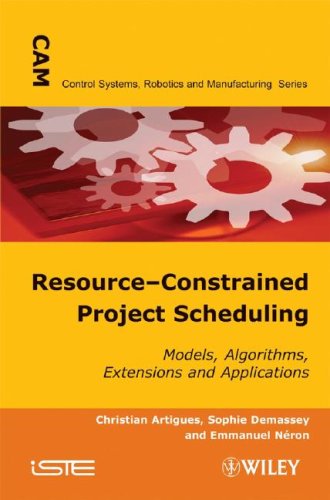 CAM
Control Systems, Robotics and Manufacturing Series
Resource–Constrained
Project Scheduling
Models, Algorithms,
Extensions and Applications
Christian Artigues, Sophie Demassey
and Emmanuel Néron
iSTE
WILEY